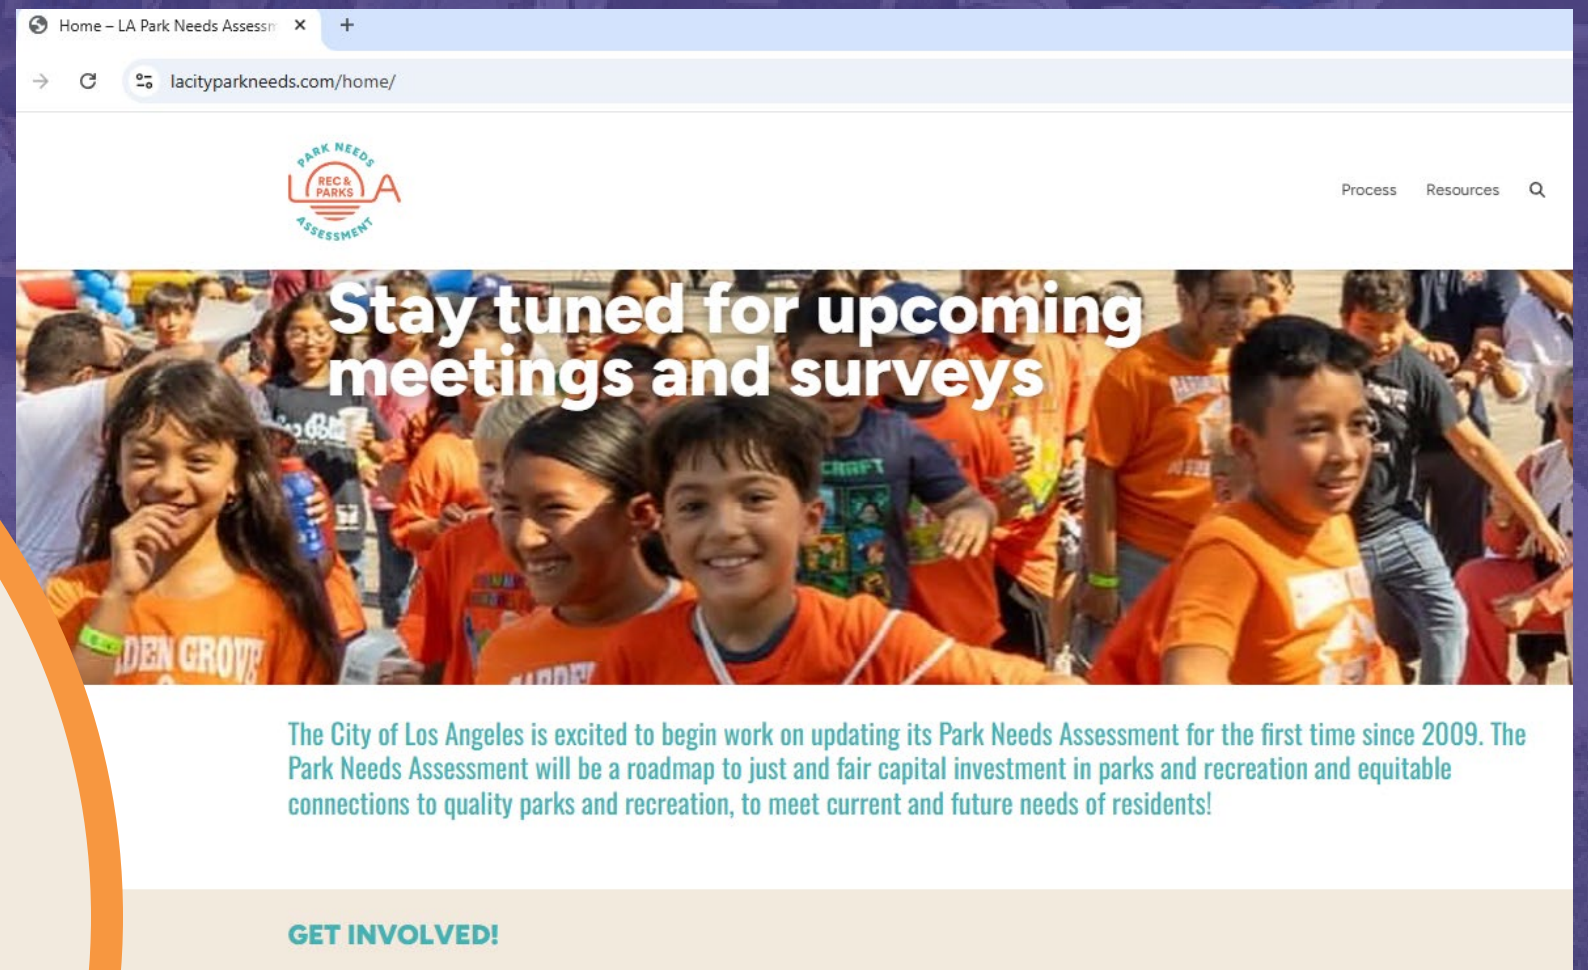 Home – LA Park Needs Assessm
lacityparkneeds.com/home/
PARK NEEDS
LA
REC &
PARKS
ASSESSMENT
Process Resources
Stay tuned for upcoming
meetings and surveys
CRAFT
DEN GROVE
The City of Los Angeles is excited to begin work on updating its Park Needs Assessment for the first time since 2009. The
Park Needs Assessment will be a roadmap to just and fair capital investment in parks and recreation and equitable
connections to quality parks and recreation, to meet current and future needs of residents!
GET INVOLVED!